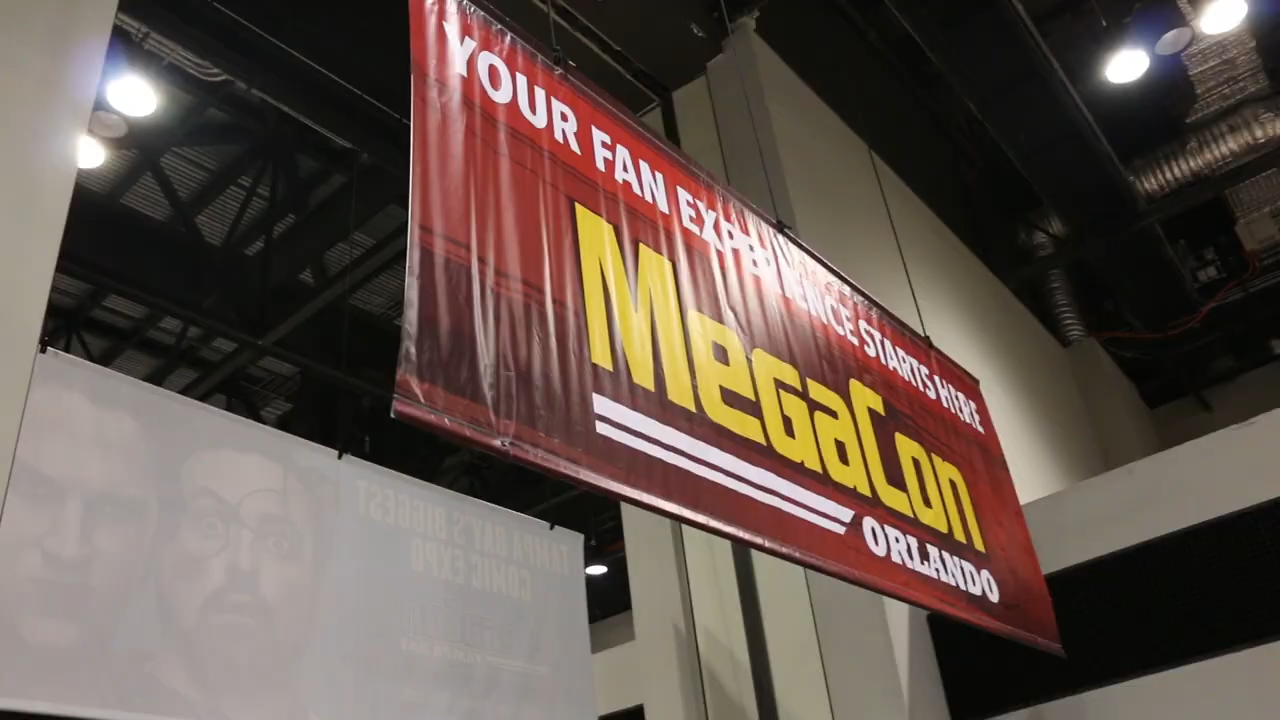 YOUR FAN EXPERIENCE STARTS HERE
MegaCon
ORLANDO
TAMPA BAY'S BIGGEST
COMIC EXPO